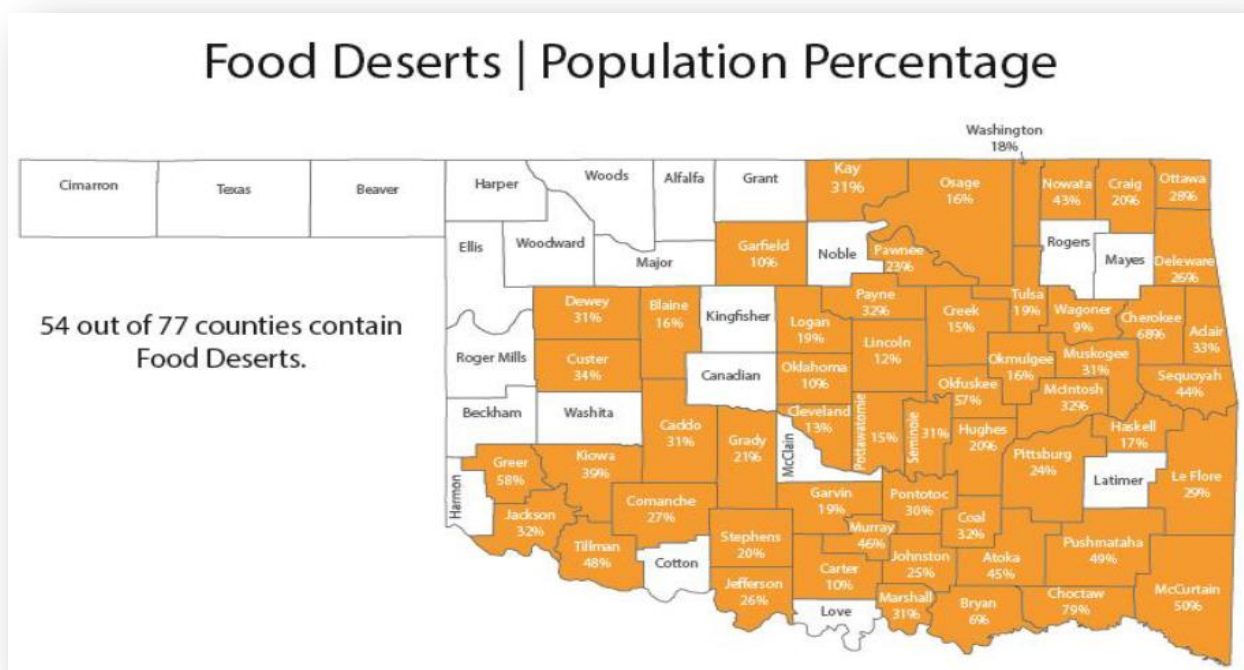 Food Deserts | Population Percentage
Washington
18%
Cimarron
Texas
Beaver
Harper
Woods
Alfalfa
Grant
Kay
31%
Osage
16%
Nowata
43%
Craig
20%
Ottawa
28%
Ellis
Woodward
Major
Garfield
10%
Noble
Pawnee
23%
Rogers
Mayes
Deleware
26%
54 out of 77 counties contain
Food Deserts.
Dewey
31%
Blaine
16%
Kingfisher
Logan
19%
Payne
32%
Creek
15%
Tulsa
19%
Wagoner
9%
Cherokee
68%
Adair
33%
Roger Mills
Custer
34%
Canadian
Oklahoma
10%
Lincoln
12%
Okmulgee
16%
Muskogee
31%
Sequoyah
44%
Beckham
Washita
Caddo
31%
Grady
21%
Cleveland
13%
McClain
Pottawatomie
15%
Seminole
31%
Okfuskee
57%
Hughes
20%
McIntosh
32%
Haskell
17%
Pittsburg
24%
Latimer
Le Flore
29%
Harmon
Greer
58%
Kiowa
39%
Jackson
32%
Comanche
27%
Tillman
48%
Cotton
Stephens
20%
Jefferson
26%
Garvin
19%
Murray
46%
Carter
10%
Love
Pontotoc
30%
Johnston
25%
Marshall
31%
Coal
32%
Atoka
45%
Bryan
6%
Pushmataha
49%
Choctaw
79%
McCurtain
50%